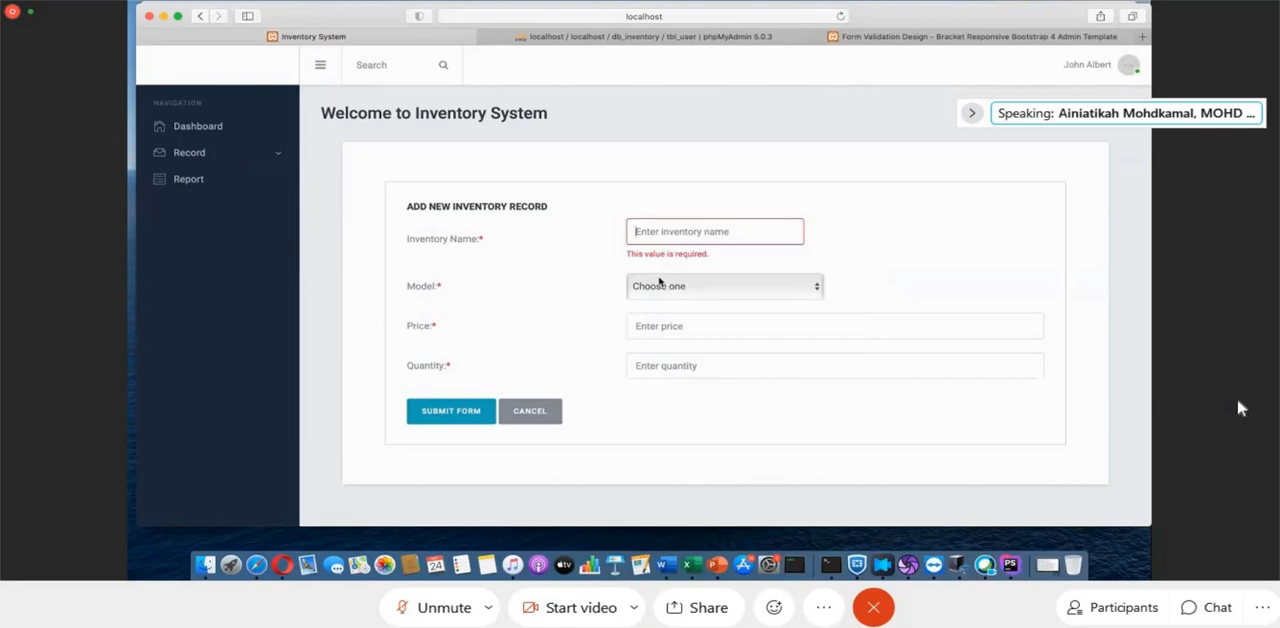 localhost
Inventory System
localhost / localhost / db_inventory / tbl_user | phpMyAdmin 5.0.3
Form Validation Design - Bracket Responsive Bootstrap 4 Admin Template
Search
John Albert
NAVIGATION
Dashboard
Record
Report
Welcome to Inventory System
Speaking: Ainiatikah Mohdkamal, MOHD ...
ADD NEW INVENTORY RECORD
Inventory Name:*
Enter inventory name
This value is required.
Model:*
Choose one
Price:*
Enter price
Quantity:*
Enter quantity
SUBMIT FORM
CANCEL
24
PS
Unmute
Start video
Share
Participants
Chat